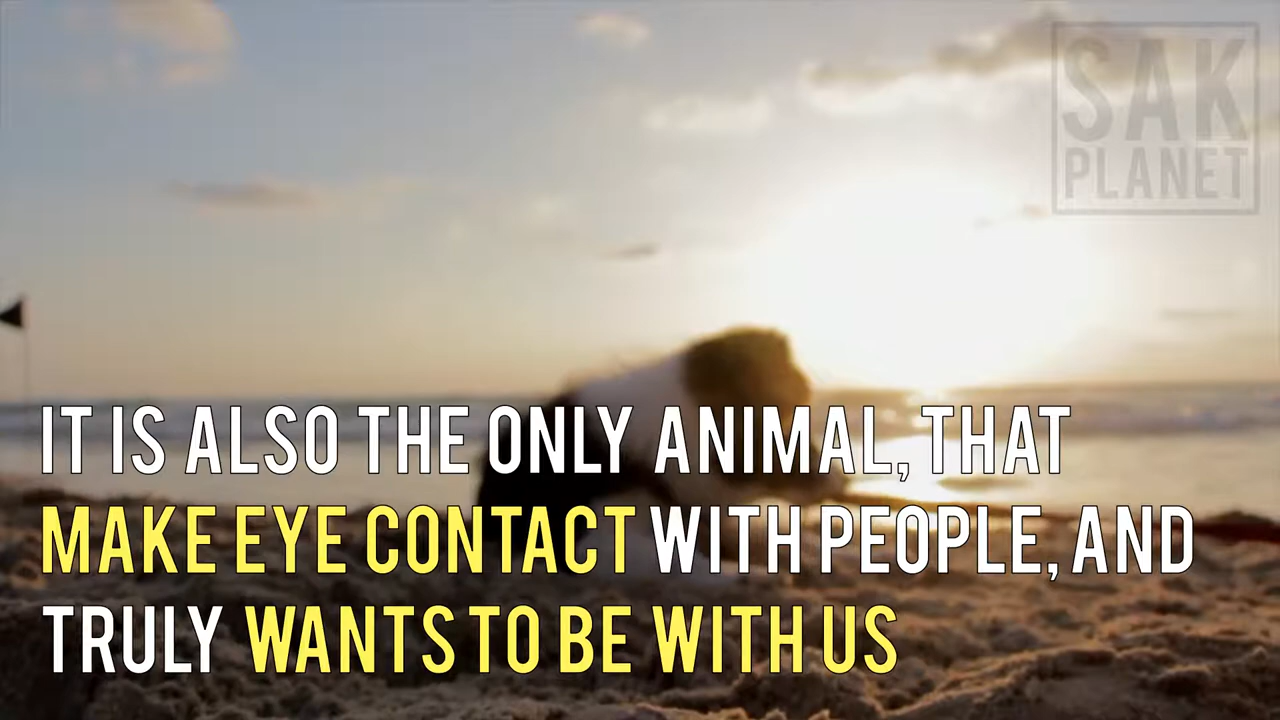 SAK
PLANET
IT IS ALSO THE ONLY ANIMAL, THAT
MAKE EYE CONTACT WITH PEOPLE, AND
TRULY WANTS TO BE WITH US